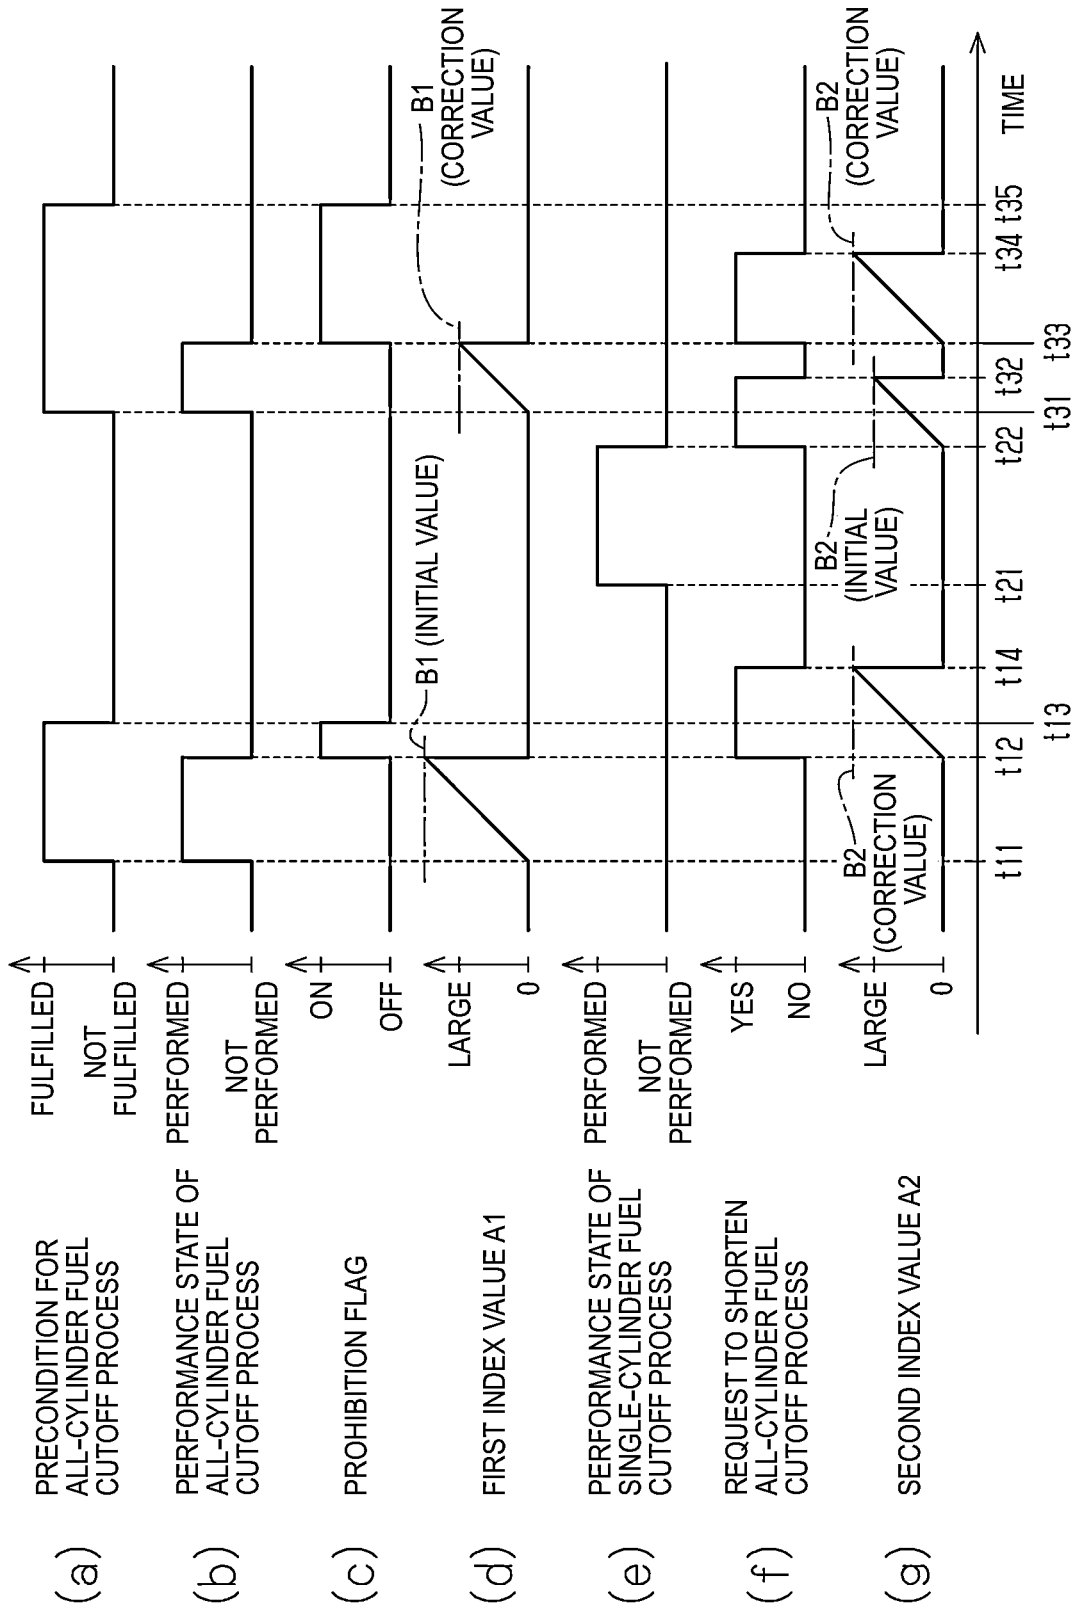 (a)
PRECONDITION FOR
ALL-CYLINDER FUEL
CUTOFF PROCESS
FULFILLED
NOT
FULFILLED
(b)
PERFORMANCE STATE OF
ALL-CYLINDER FUEL
CUTOFF PROCESS
PERFORMED
NOT
PERFORMED
(c)
PROHIBITION FLAG
ON
OFF
(d)
FIRST INDEX VALUE A1
LARGE
0
B1 (INITIAL VALUE)
B1
(CORRECTION
VALUE)
(e)
PERFORMANCE STATE OF
SINGLE-CYLINDER FUEL
CUTOFF PROCESS
PERFORMED
NOT
PERFORMED
(f)
REQUEST TO SHORTEN
ALL-CYLINDER FUEL
CUTOFF PROCESS
YES
NO
(g)
SECOND INDEX VALUE A2
LARGE
0
B2
(CORRECTION
VALUE)
B2
(INITIAL
VALUE)
B2
(CORRECTION
VALUE)
t11 t12 t14 t21 t22 t32 t34 t35 TIME
t13 t31 t33